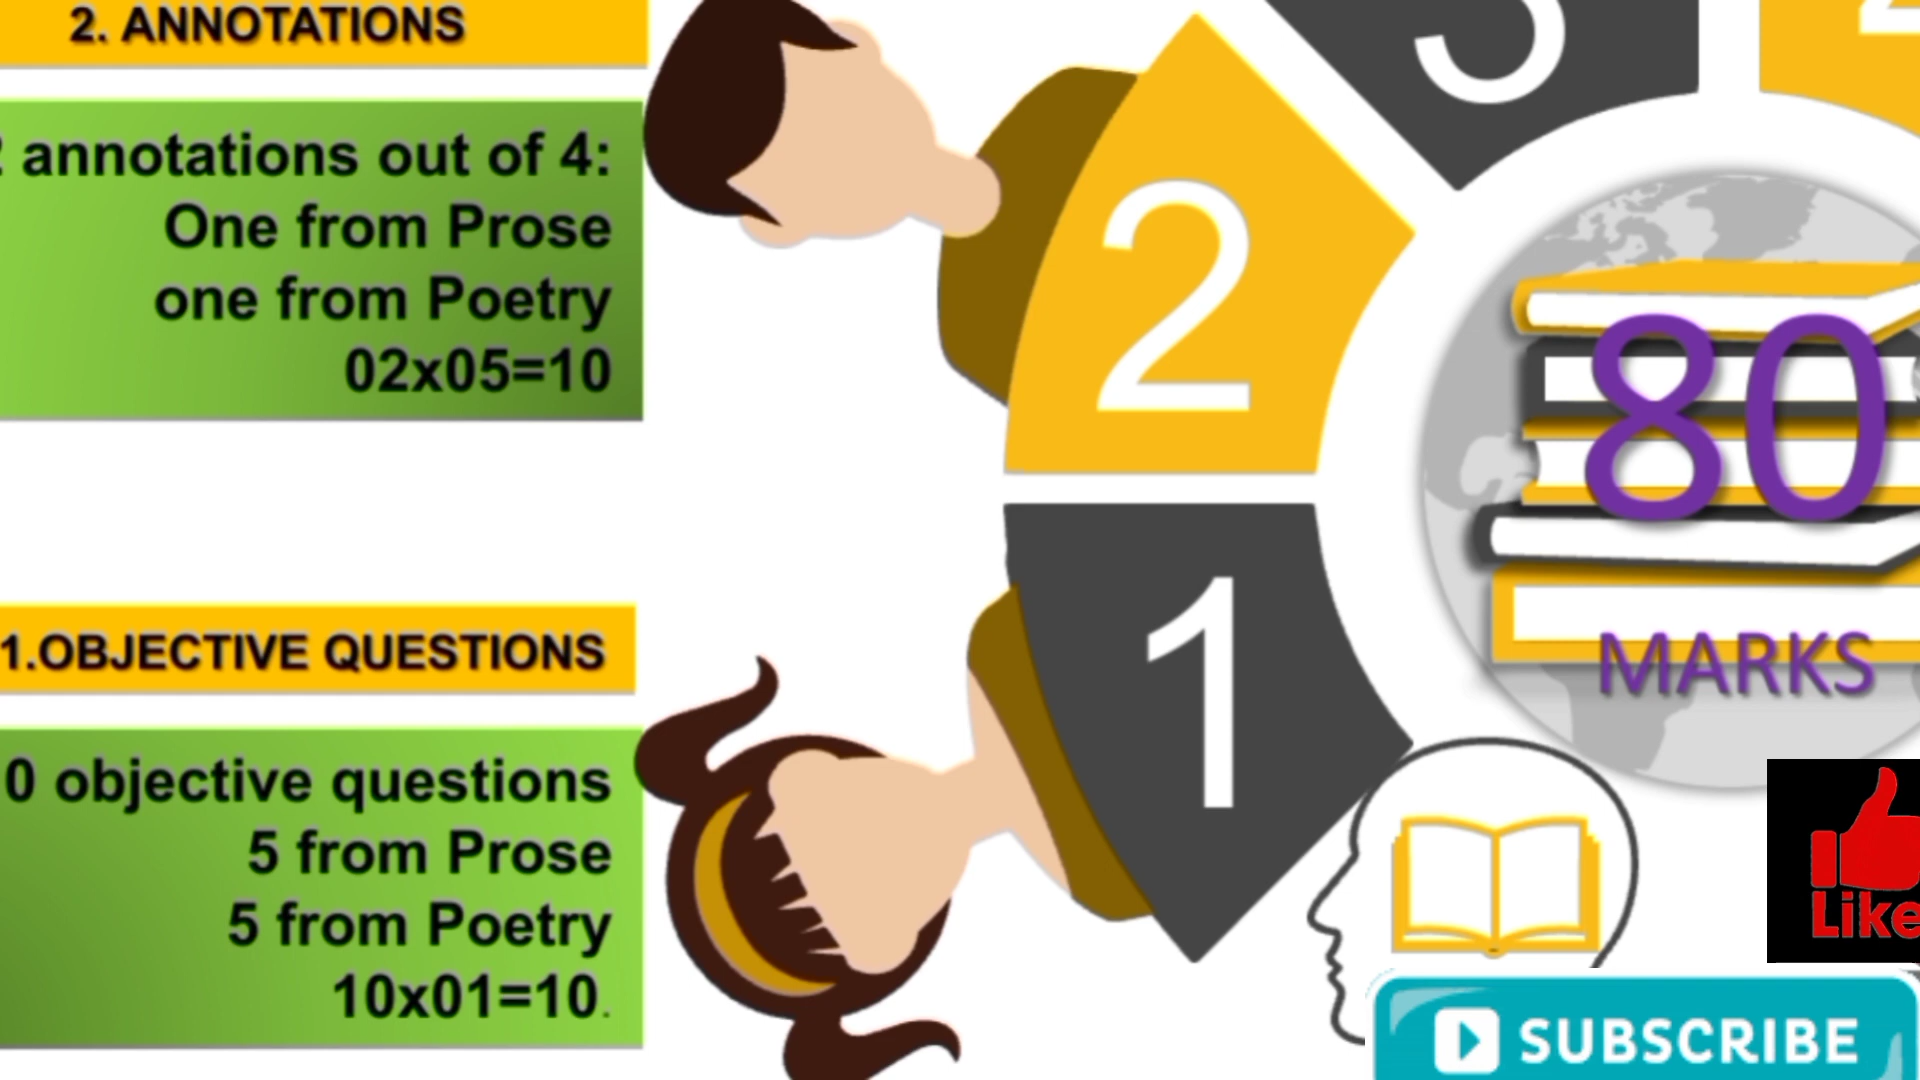 2. ANNOTATIONS
annotations out of 4:
One from Prose
one from Poetry
02x05=10
1.OBJECTIVE QUESTIONS
0 objective questions
5 from Prose
5 from Poetry
10x01=10.
2
1
80
MARKS
Like
SUBSCRIBE